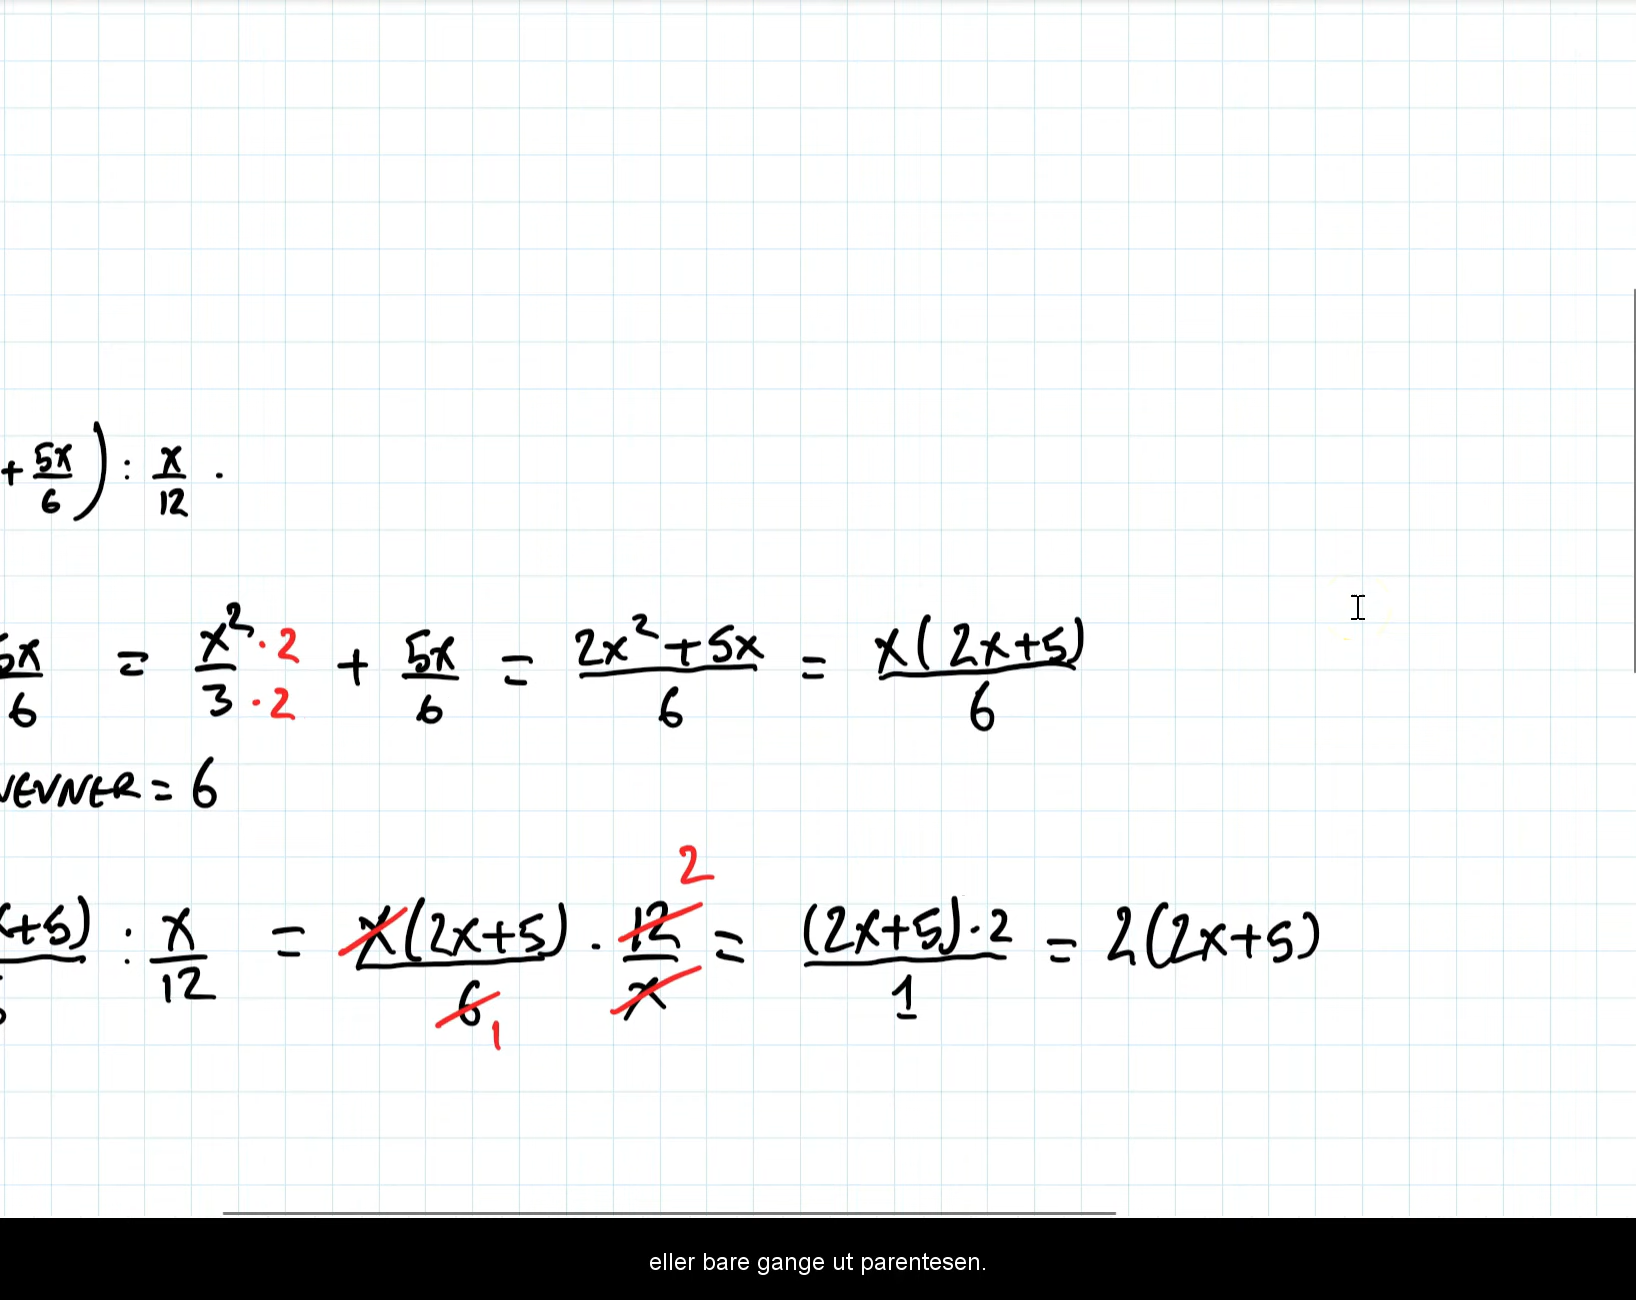 + 5x/6) : x/12 .
5x/6 = x²·2/3·2 + 5x/6 = 2x²+5x/6 = x(2x+5)/6
NEVNER = 6
x+5) : x/12 = x(2x+5)/6 1 · 12/x 2 = (2x+5)·2/1 = 2(2x+5)
eller bare gange ut parentesen.